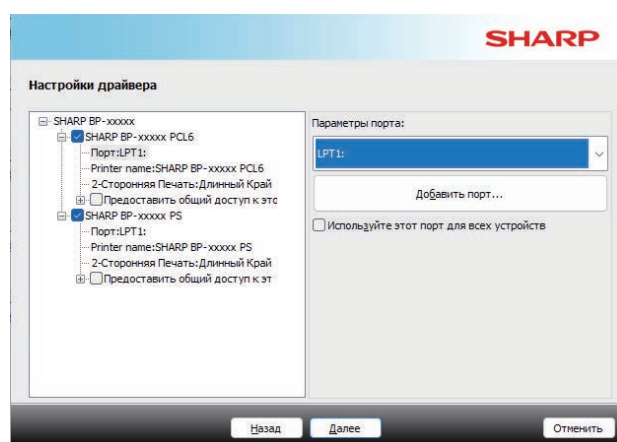 SHARP
Настройки драйвера
SHARP BP-xxxxx
SHARP BP-xxxxx PCL6
Порт:LPT1:
Printer name:SHARP BP-xxxxx PCL6
2-Сторонняя Печать:Длинный Край
Предоставить общий доступ к это
SHARP BP-xxxxx PS
Порт:LPT1:
Printer name:SHARP BP-xxxxx PS
2-Сторонняя Печать:Длинный Край
Предоставить общий доступ к эт
Параметры порта:
LPT1:
Добавить порт...
Используйте этот порт для всех устройств
Назад
Далее
Отменить